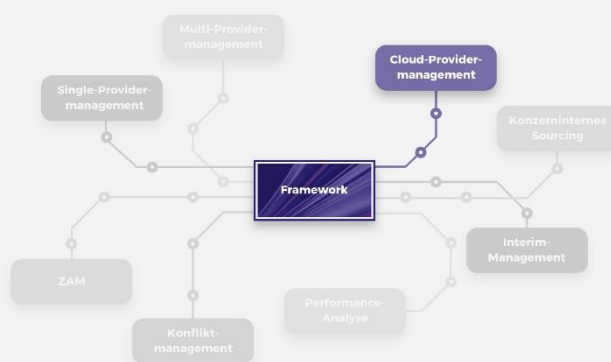 Multi-Provider-
management
Cloud-Provider-
management
Single-Provider-
management
Konzerninternes
Sourcing
Framework
Interim-
Management
ZAM
Performance-
Analyse
Konflikt-
management